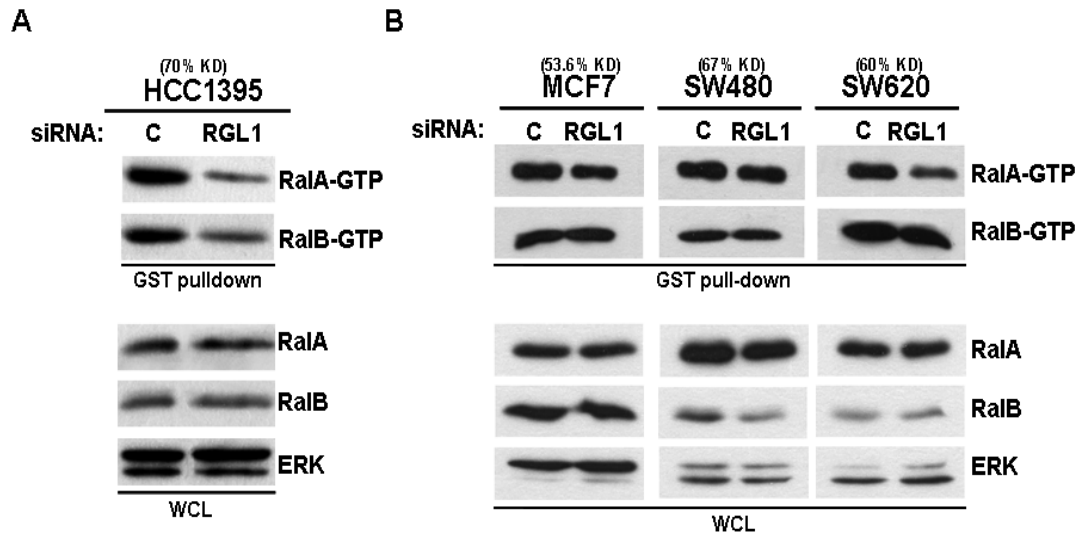 A
(70% KD)
HCC1395
siRNA: C RGL1
RalA-GTP
RalB-GTP
GST pulldown
RalA
RalB
ERK
WCL
B
(53.6% KD) (67% KD) (60% KD)
MCF7 SW480 SW620
siRNA: C RGL1 C RGL1 C RGL1
RalA-GTP
RalB-GTP
GST pull-down
RalA
RalB
ERK
WCL